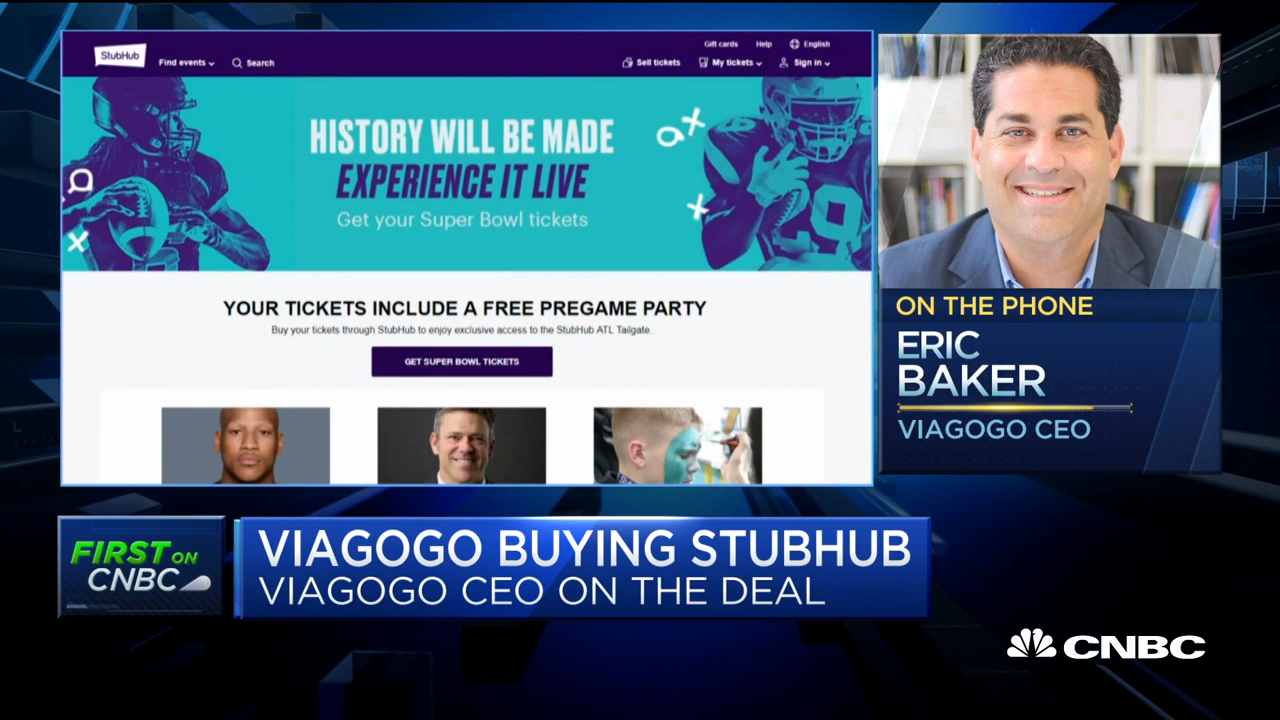 StubHub
Find events
Search
Gift cards
Help
English
Sell tickets
My tickets
Sign in
HISTORY WILL BE MADE
EXPERIENCE IT LIVE
Get your Super Bowl tickets
YOUR TICKETS INCLUDE A FREE PREGAME PARTY
Buy your tickets through StubHub to enjoy exclusive access to the StubHub ATL Tailgate.
GET SUPER BOWL TICKETS
ON THE PHONE
ERIC
BAKER
VIAGOGO CEO
FIRST ON
CNBC
VIAGOGO BUYING STUBHUB
VIAGOGO CEO ON THE DEAL
CNBC